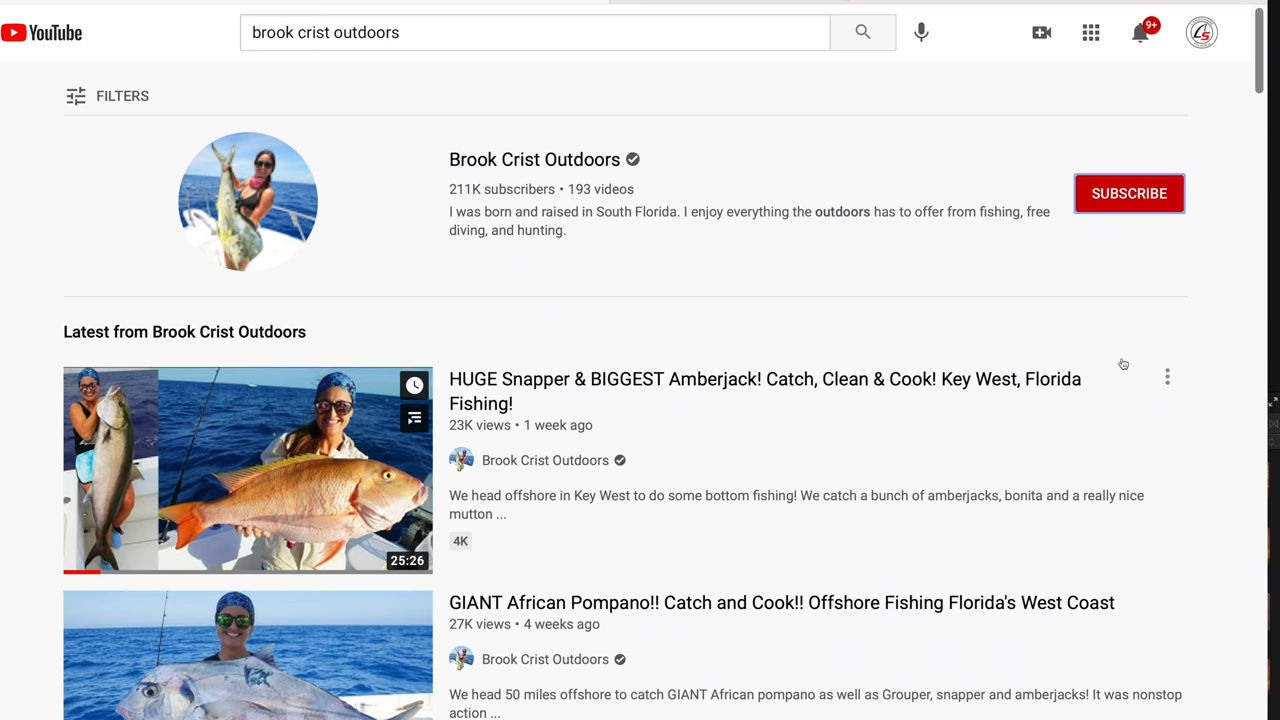 YouTube
brook crist outdoors
9+
LS
FILTERS
Brook Crist Outdoors
211K subscribers • 193 videos
I was born and raised in South Florida. I enjoy everything the outdoors has to offer from fishing, free
diving, and hunting.
SUBSCRIBE
Latest from Brook Crist Outdoors
HUGE Snapper & BIGGEST Amberjack! Catch, Clean & Cook! Key West, Florida
Fishing!
23K views • 1 week ago
Brook Crist Outdoors
We head offshore in Key West to do some bottom fishing! We catch a bunch of amberjacks, bonita and a really nice
mutton ...
4K
25:26
GIANT African Pompano!! Catch and Cook!! Offshore Fishing Florida's West Coast
27K views • 4 weeks ago
Brook Crist Outdoors
We head 50 miles offshore to catch GIANT African pompano as well as Grouper, snapper and amberjacks! It was nonstop
action ...